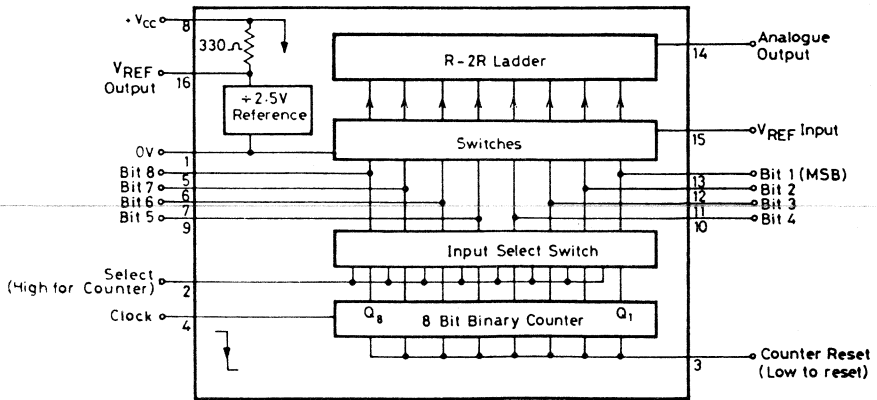 + VCC
8
330Ω
VREF
Output
16
÷2.5V
Reference
0V
1
Bit 8
5
Bit 7
6
Bit 6
7
Bit 5
9
Select
(High for Counter)
2
Clock
4
R-2R Ladder
Switches
Input Select Switch
Q8
8 Bit Binary Counter
Q1
14
Analogue
Output
15
VREF Input
Bit 1 (MSB)
13
Bit 2
12
Bit 3
11
Bit 4
10
3
Counter Reset
(Low to reset)